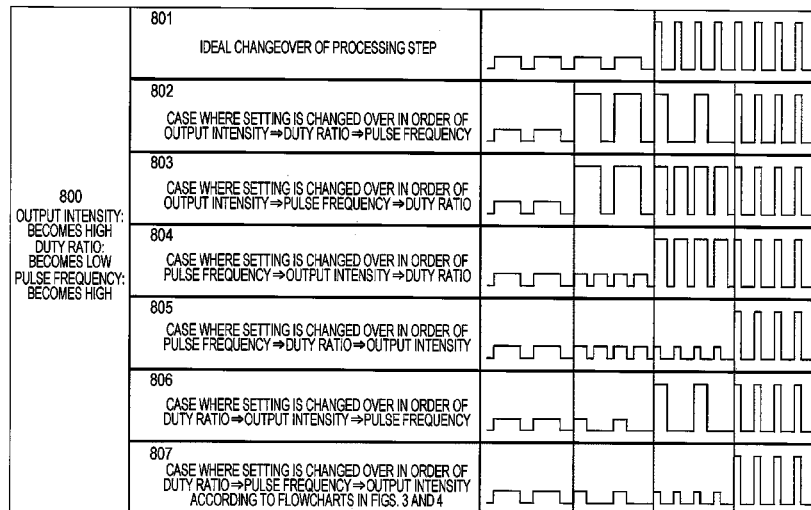 800
OUTPUT INTENSITY:
BECOMES HIGH
DUTY RATIO:
BECOMES LOW
PULSE FREQUENCY:
BECOMES HIGH
801
IDEAL CHANGEOVER OF PROCESSING STEP
802
CASE WHERE SETTING IS CHANGED OVER IN ORDER OF
OUTPUT INTENSITY⇒DUTY RATIO⇒PULSE FREQUENCY
803
CASE WHERE SETTING IS CHANGED OVER IN ORDER OF
OUTPUT INTENSITY⇒PULSE FREQUENCY⇒DUTY RATIO
804
CASE WHERE SETTING IS CHANGED OVER IN ORDER OF
PULSE FREQUENCY⇒OUTPUT INTENSITY⇒DUTY RATIO
805
CASE WHERE SETTING IS CHANGED OVER IN ORDER OF
PULSE FREQUENCY⇒DUTY RATIO⇒OUTPUT INTENSITY
806
CASE WHERE SETTING IS CHANGED OVER IN ORDER OF
DUTY RATIO⇒OUTPUT INTENSITY⇒PULSE FREQUENCY
807
CASE WHERE SETTING IS CHANGED OVER IN ORDER OF
DUTY RATIO⇒PULSE FREQUENCY⇒OUTPUT INTENSITY
ACCORDING TO FLOWCHARTS IN FIGS. 3 AND 4